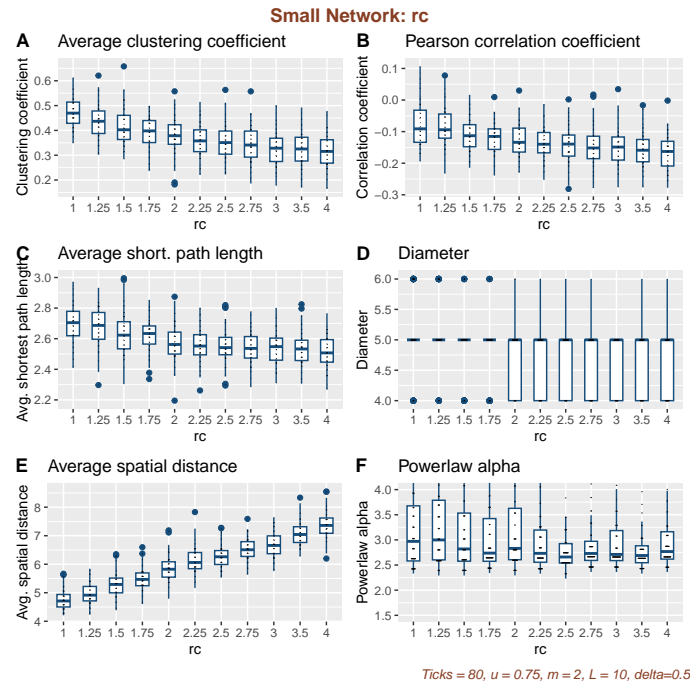 Small Network: rc
A Average clustering coefficient
Clustering coefficient
0.6
0.5
0.4
0.3
0.2
1 1.25 1.5 1.75 2 2.25 2.5 2.75 3 3.5 4
rc
B Pearson correlation coefficient
Correlation coefficient
0.1
0.0
−0.1
−0.2
−0.3
1 1.25 1.5 1.75 2 2.25 2.5 2.75 3 3.5 4
rc
C Average short. path length
Avg. shortest path length
3.0
2.8
2.6
2.4
2.2
1 1.25 1.5 1.75 2 2.25 2.5 2.75 3 3.5 4
rc
D Diameter
Diameter
6.0
5.5
5.0
4.5
4.0
1 1.25 1.5 1.75 2 2.25 2.5 2.75 3 3.5 4
rc
E Average spatial distance
Avg. spatial distance
8
7
6
5
4
1 1.25 1.5 1.75 2 2.25 2.5 2.75 3 3.5 4
rc
F Powerlaw alpha
Powerlaw alpha
4.0
3.5
3.0
2.5
2.0
1.5
1 1.25 1.5 1.75 2 2.25 2.5 2.75 3 3.5 4
rc
Ticks = 80, u = 0.75, m = 2, L = 10, delta=0.5